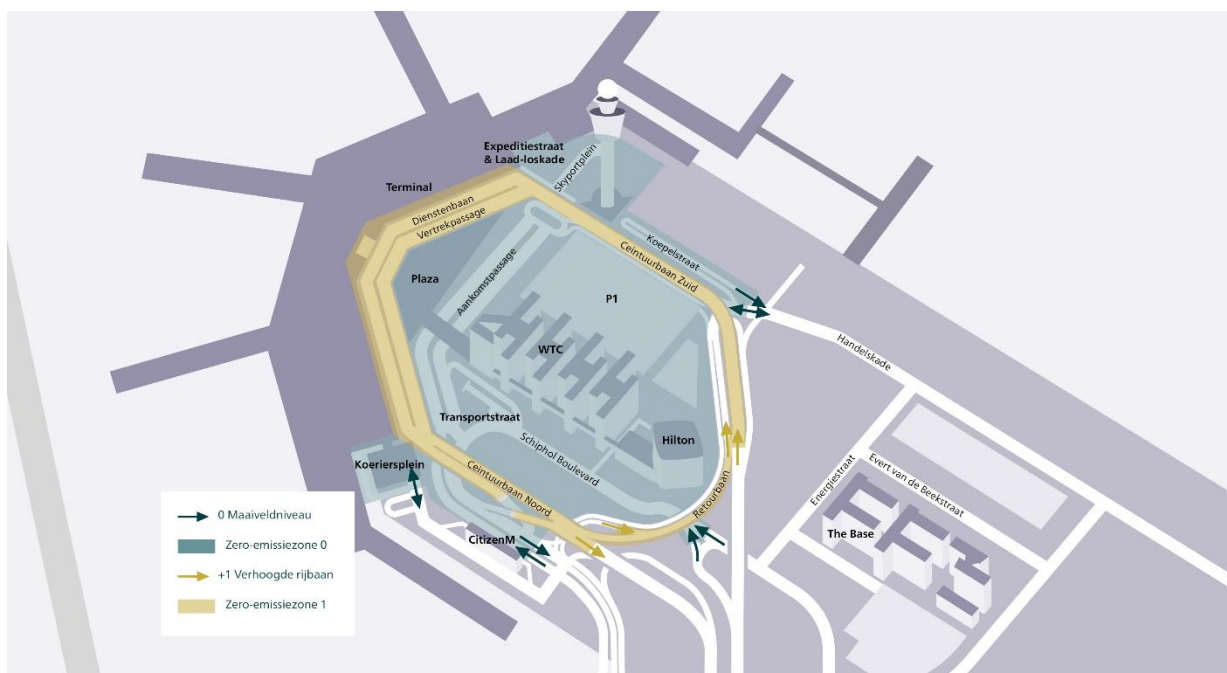 Expeditiestraat
& Laad-loskade
Skyportplein
Terminal
Dienstenbaan
Vertrekpassage
Koepelstraat
Ceintuurbaan Zuid
Plaza
Aankomstpassage
P1
WTC
Handelskade
Transportstraat
Schiphol Boulevard
Hilton
Koeriersplein
Ceintuurbaan Noord
Retourbaan
Energiestraat
Evert van de Beekstraat
The Base
CitizenM
0 Maaiveldniveau
Zero-emissiezone 0
+1 Verhoogde rijbaan
Zero-emissiezone 1